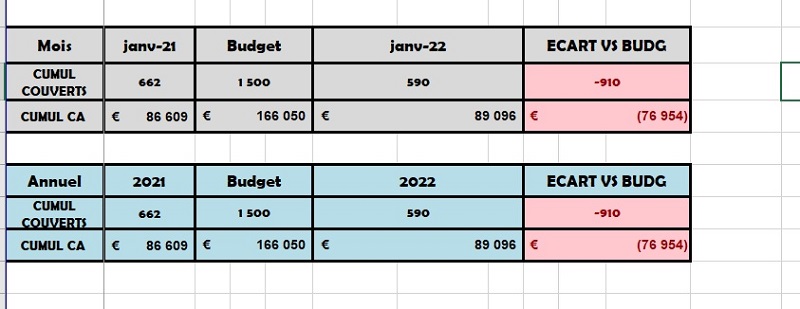 Mois janv-21 Budget janv-22 ECART VS BUDG
CUMUL COUVERTS 662 1 500 590 -910
CUMUL CA € 86 609 € 166 050 € 89 096 € (76 954)
Annuel 2021 Budget 2022 ECART VS BUDG
CUMUL COUVERTS 662 1 500 590 -910
CUMUL CA € 86 609 € 166 050 € 89 096 € (76 954)